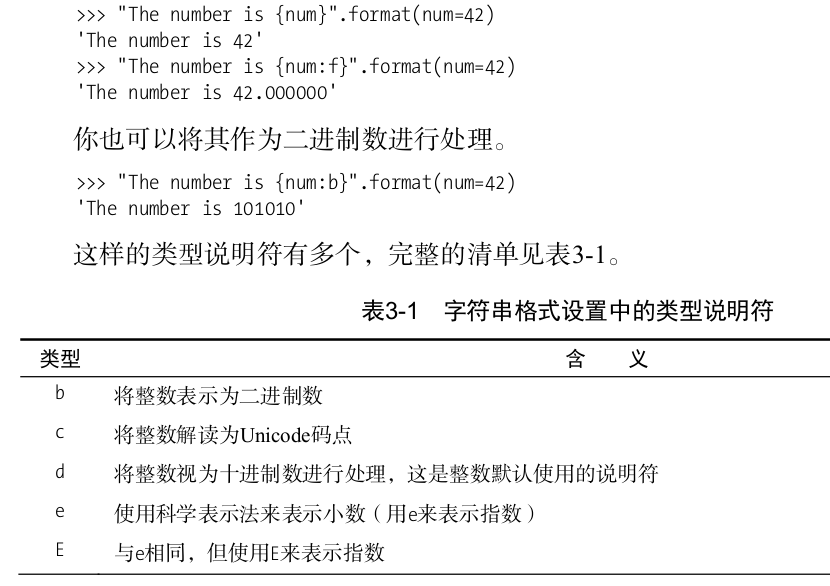 >>> "The number is {num}".format(num=42)
'The number is 42'
>>> "The number is {num:f}".format(num=42)
'The number is 42.000000'
你也可以将其作为二进制数进行处理。
>>> "The number is {num:b}".format(num=42)
'The number is 101010'
这样的类型说明符有多个，完整的清单见表3-1。
表3-1 字符串格式设置中的类型说明符
类型 含 义
b 将整数表示为二进制数
c 将整数解读为Unicode码点
d 将整数视为十进制数进行处理，这是整数默认使用的说明符
e 使用科学表示法来表示小数（用e来表示指数）
E 与e相同，但使用E来表示指数